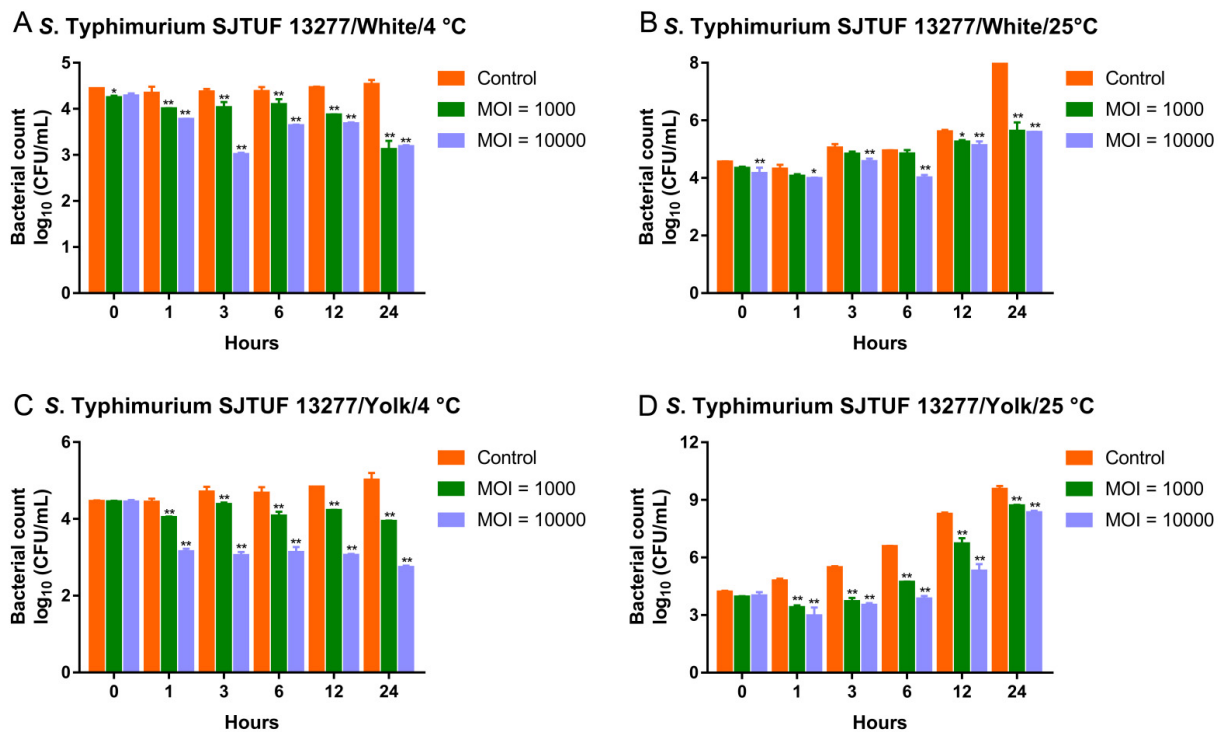 A S. Typhimurium SJTUF 13277/White/4 °C
Bacterial count
log10 (CFU/mL)
5
4
3
2
1
0
* ** ** ** ** ** ** ** ** ** **
0 1 3 6 12 24
Hours
Control
MOI = 1000
MOI = 10000
B S. Typhimurium SJTUF 13277/White/25°C
Bacterial count
log10 (CFU/mL)
8
6
4
2
0
** * ** ** * ** ** **
0 1 3 6 12 24
Hours
Control
MOI = 1000
MOI = 10000
C S. Typhimurium SJTUF 13277/Yolk/4 °C
Bacterial count
log10 (CFU/mL)
6
4
2
0
** ** ** ** ** ** ** ** ** **
0 1 3 6 12 24
Hours
Control
MOI = 1000
MOI = 10000
D S. Typhimurium SJTUF 13277/Yolk/25 °C
Bacterial count
log10 (CFU/mL)
12
9
6
3
0
** ** ** ** ** ** ** ** ** **
0 1 3 6 12 24
Hours
Control
MOI = 1000
MOI = 10000